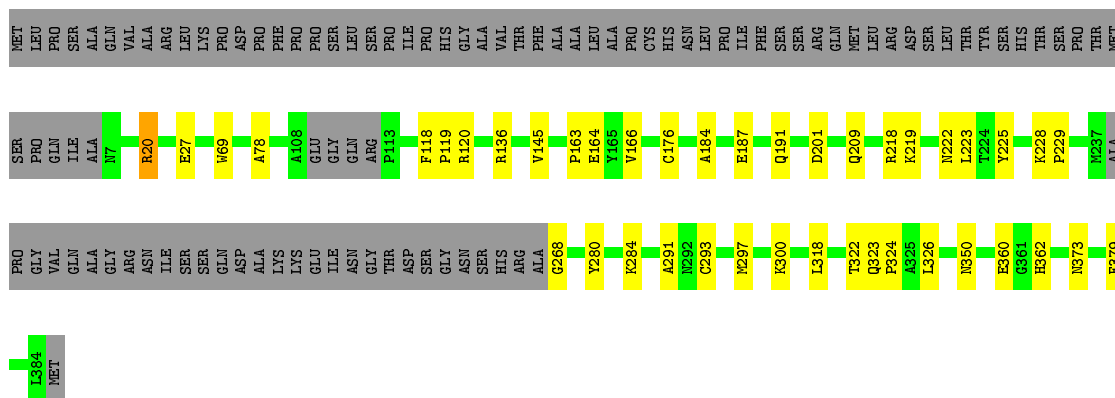 MET LEU PRO SER ALA GLN VAL ALA ARG LEU LYS PRO ASP PRO PHE PRO PRO SER LEU SER PRO ILE PRO HIS GLY ALA VAL THR PHE ALA ALA LEU ALA PRO CYS HIS ASN LEU PRO ILE PHE SER SER ARG GLN MET LEU ARG ASP SER LEU THR TYR SER HIS THR SER PRO THR MET
SER PRO GLN ILE ALA N7 R20 E27 W69 A78 A108 GLU GLY GLN ARG P113 F118 P119 R120 R136 V145 P163 E164 Y165 V166 C176 A184 E187 Q191 D201 Q209 R218 K219 N222 L223 T224 Y225 K228 P229 M237 ALA
PRO GLY VAL GLN ALA GLY ARG ASN ILE SER SER GLN ASP ALA LYS LYS GLU ILE ASN GLY THR ASP SER GLY ASN SER HIS ARG ALA G268 Y280 K284 A291 N292 C293 M297 K300 L318 T322 Q323 P324 A325 L326 N350 E360 G361 H362 N373
L384 MET